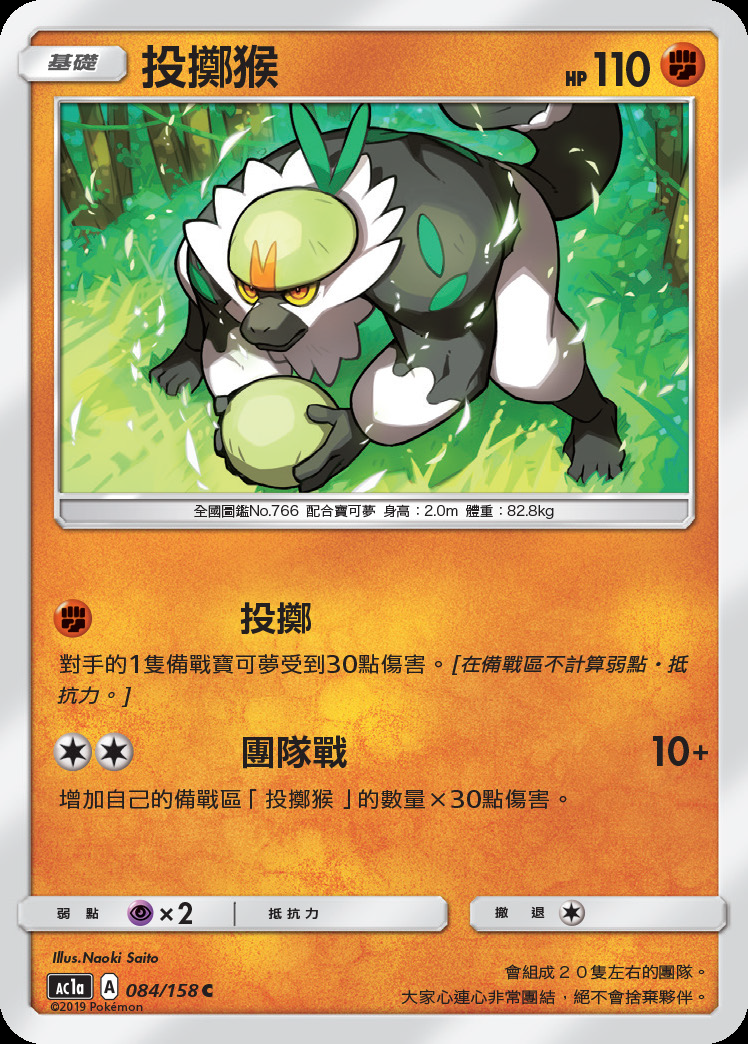 基礎 投擲猴 HP 110
全國圖鑑No.766 配合寶可夢 身高：2.0m 體重：82.8kg
投擲
對手的1隻備戰寶可夢受到30點傷害。[在備戰區不計算弱點・抵
抗力。]
團隊戰 10+
增加自己的備戰區「投擲猴」的數量×30點傷害。
弱點 ×2 抵抗力 撤退
Illus.Naoki Saito
會組成２０隻左右的團隊。
AC1a A 084/158 C
大家心連心非常團結，絕不會捨棄夥伴。
©2019 Pokémon